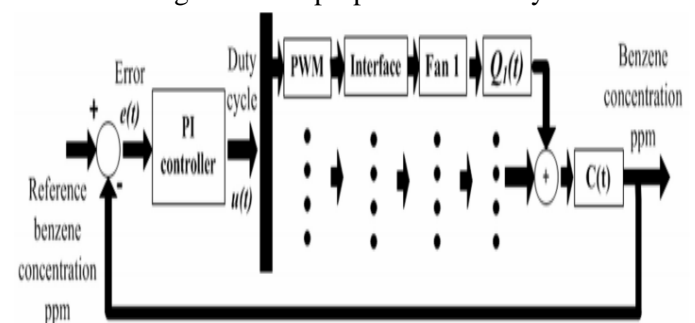 Error
e(t)
+
-
Reference
benzene
concentration
ppm
PI
controller
Duty
cycle
u(t)
PWM
Interface
Fan 1
Q1(t)
+
C(t)
Benzene
concentration
ppm